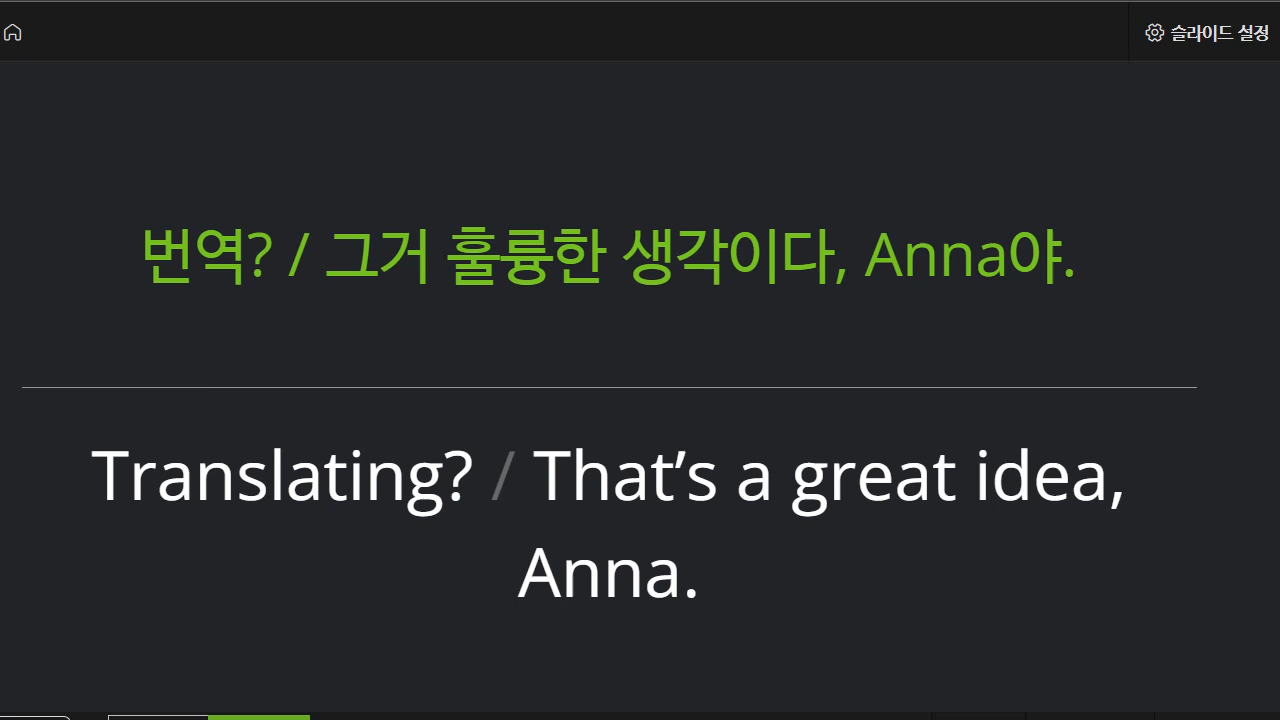 슬라이드 설정
번역? / 그거 훌륭한 생각이다, Anna야.
Translating? / That’s a great idea,
Anna.